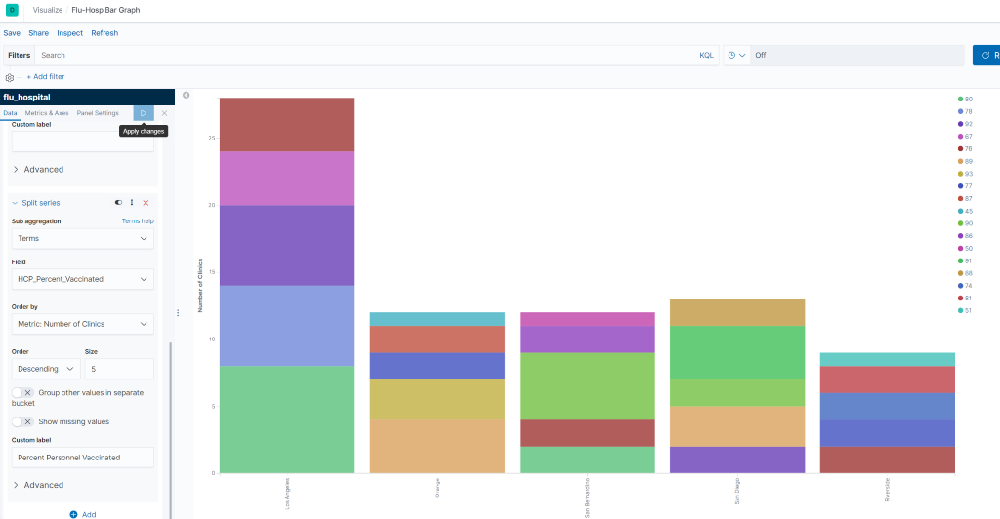 D Visualize Flu-Hosp Bar Graph
Save Share Inspect Refresh
Filters Search KQL Off R
+ Add filter
flu_hospital
Data Metrics & Axes Panel Settings
Apply changes
Custom label
Advanced
Split series
Sub aggregation Terms help
Terms
Field
HCP_Percent_Vaccinated
Order by
Metric: Number of Clinics
Order Size
Descending 5
Group other values in separate
bucket
Show missing values
Custom label
Percent Personnel Vaccinated
Advanced
Add
Number of Clinics
25
20
15
10
5
0
Los Angeles
Orange
San Bernardino
San Diego
Riverside
80
78
92
67
76
89
93
77
87
45
90
86
50
91
68
74
81
51